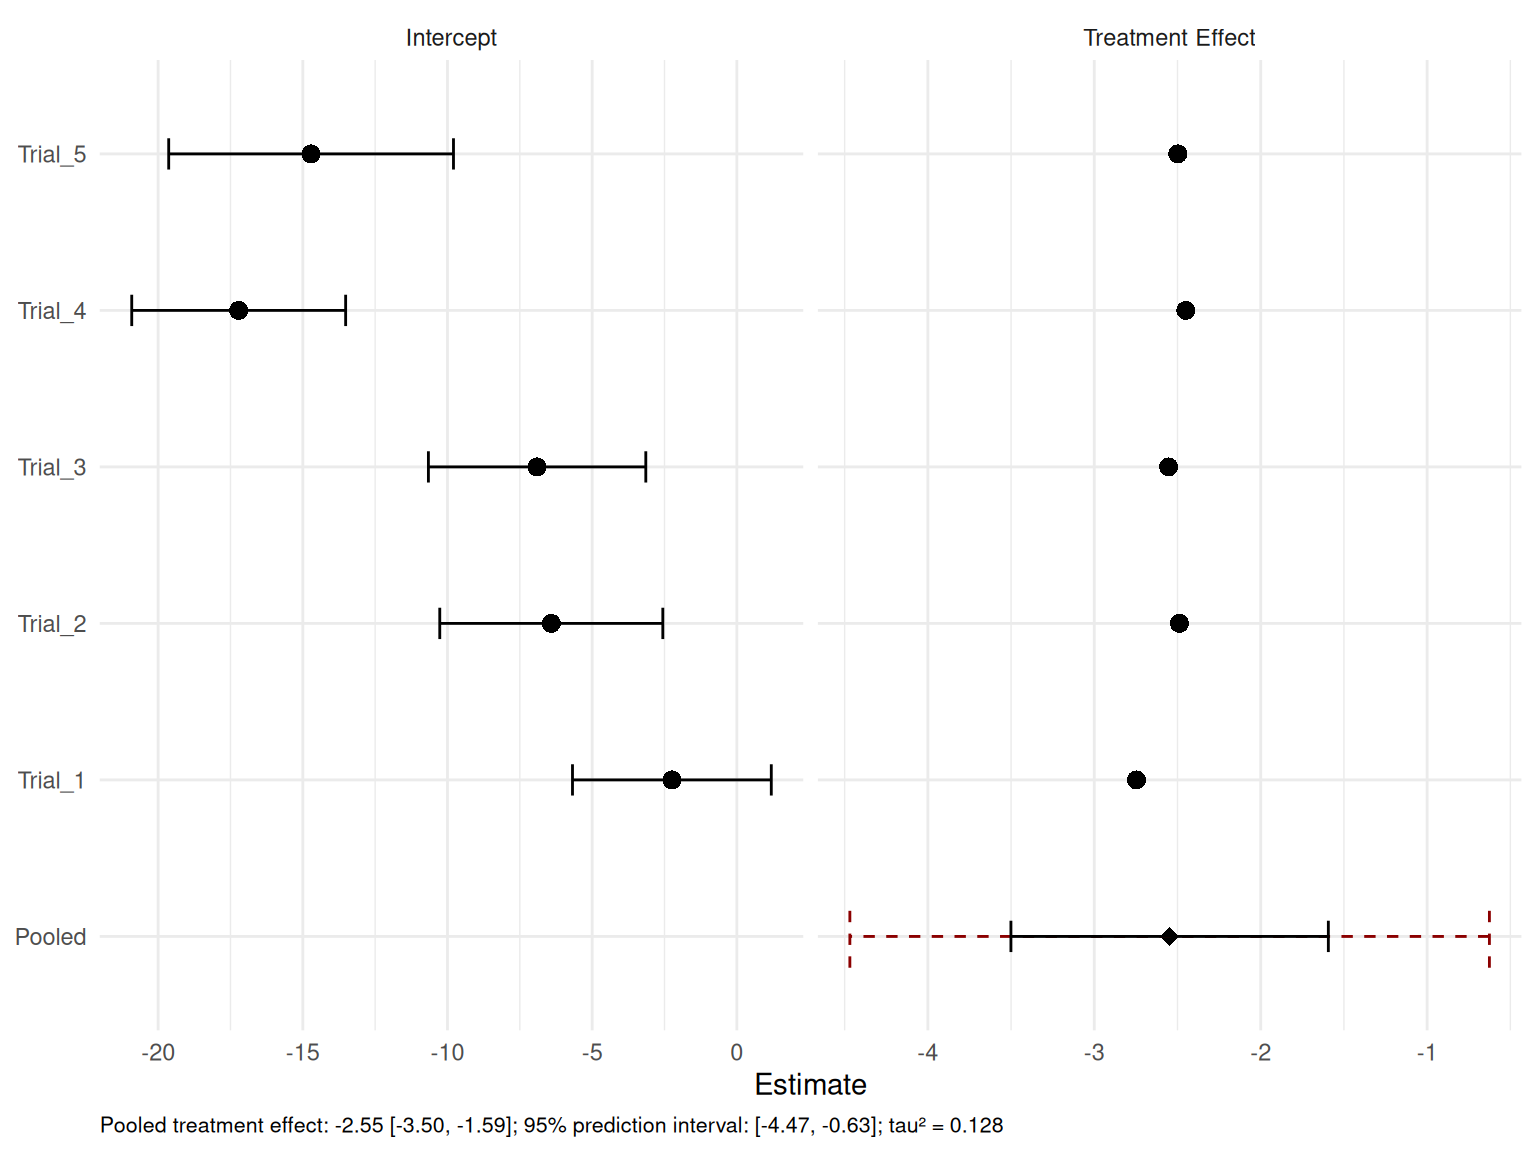 Intercept
Treatment Effect
Trial_5
Trial_4
Trial_3
Trial_2
Trial_1
Pooled
-20 -15 -10 -5 0 -4 -3 -2 -1
Estimate
Pooled treatment effect: -2.55 [-3.50, -1.59]; 95% prediction interval: [-4.47, -0.63]; tau² = 0.128